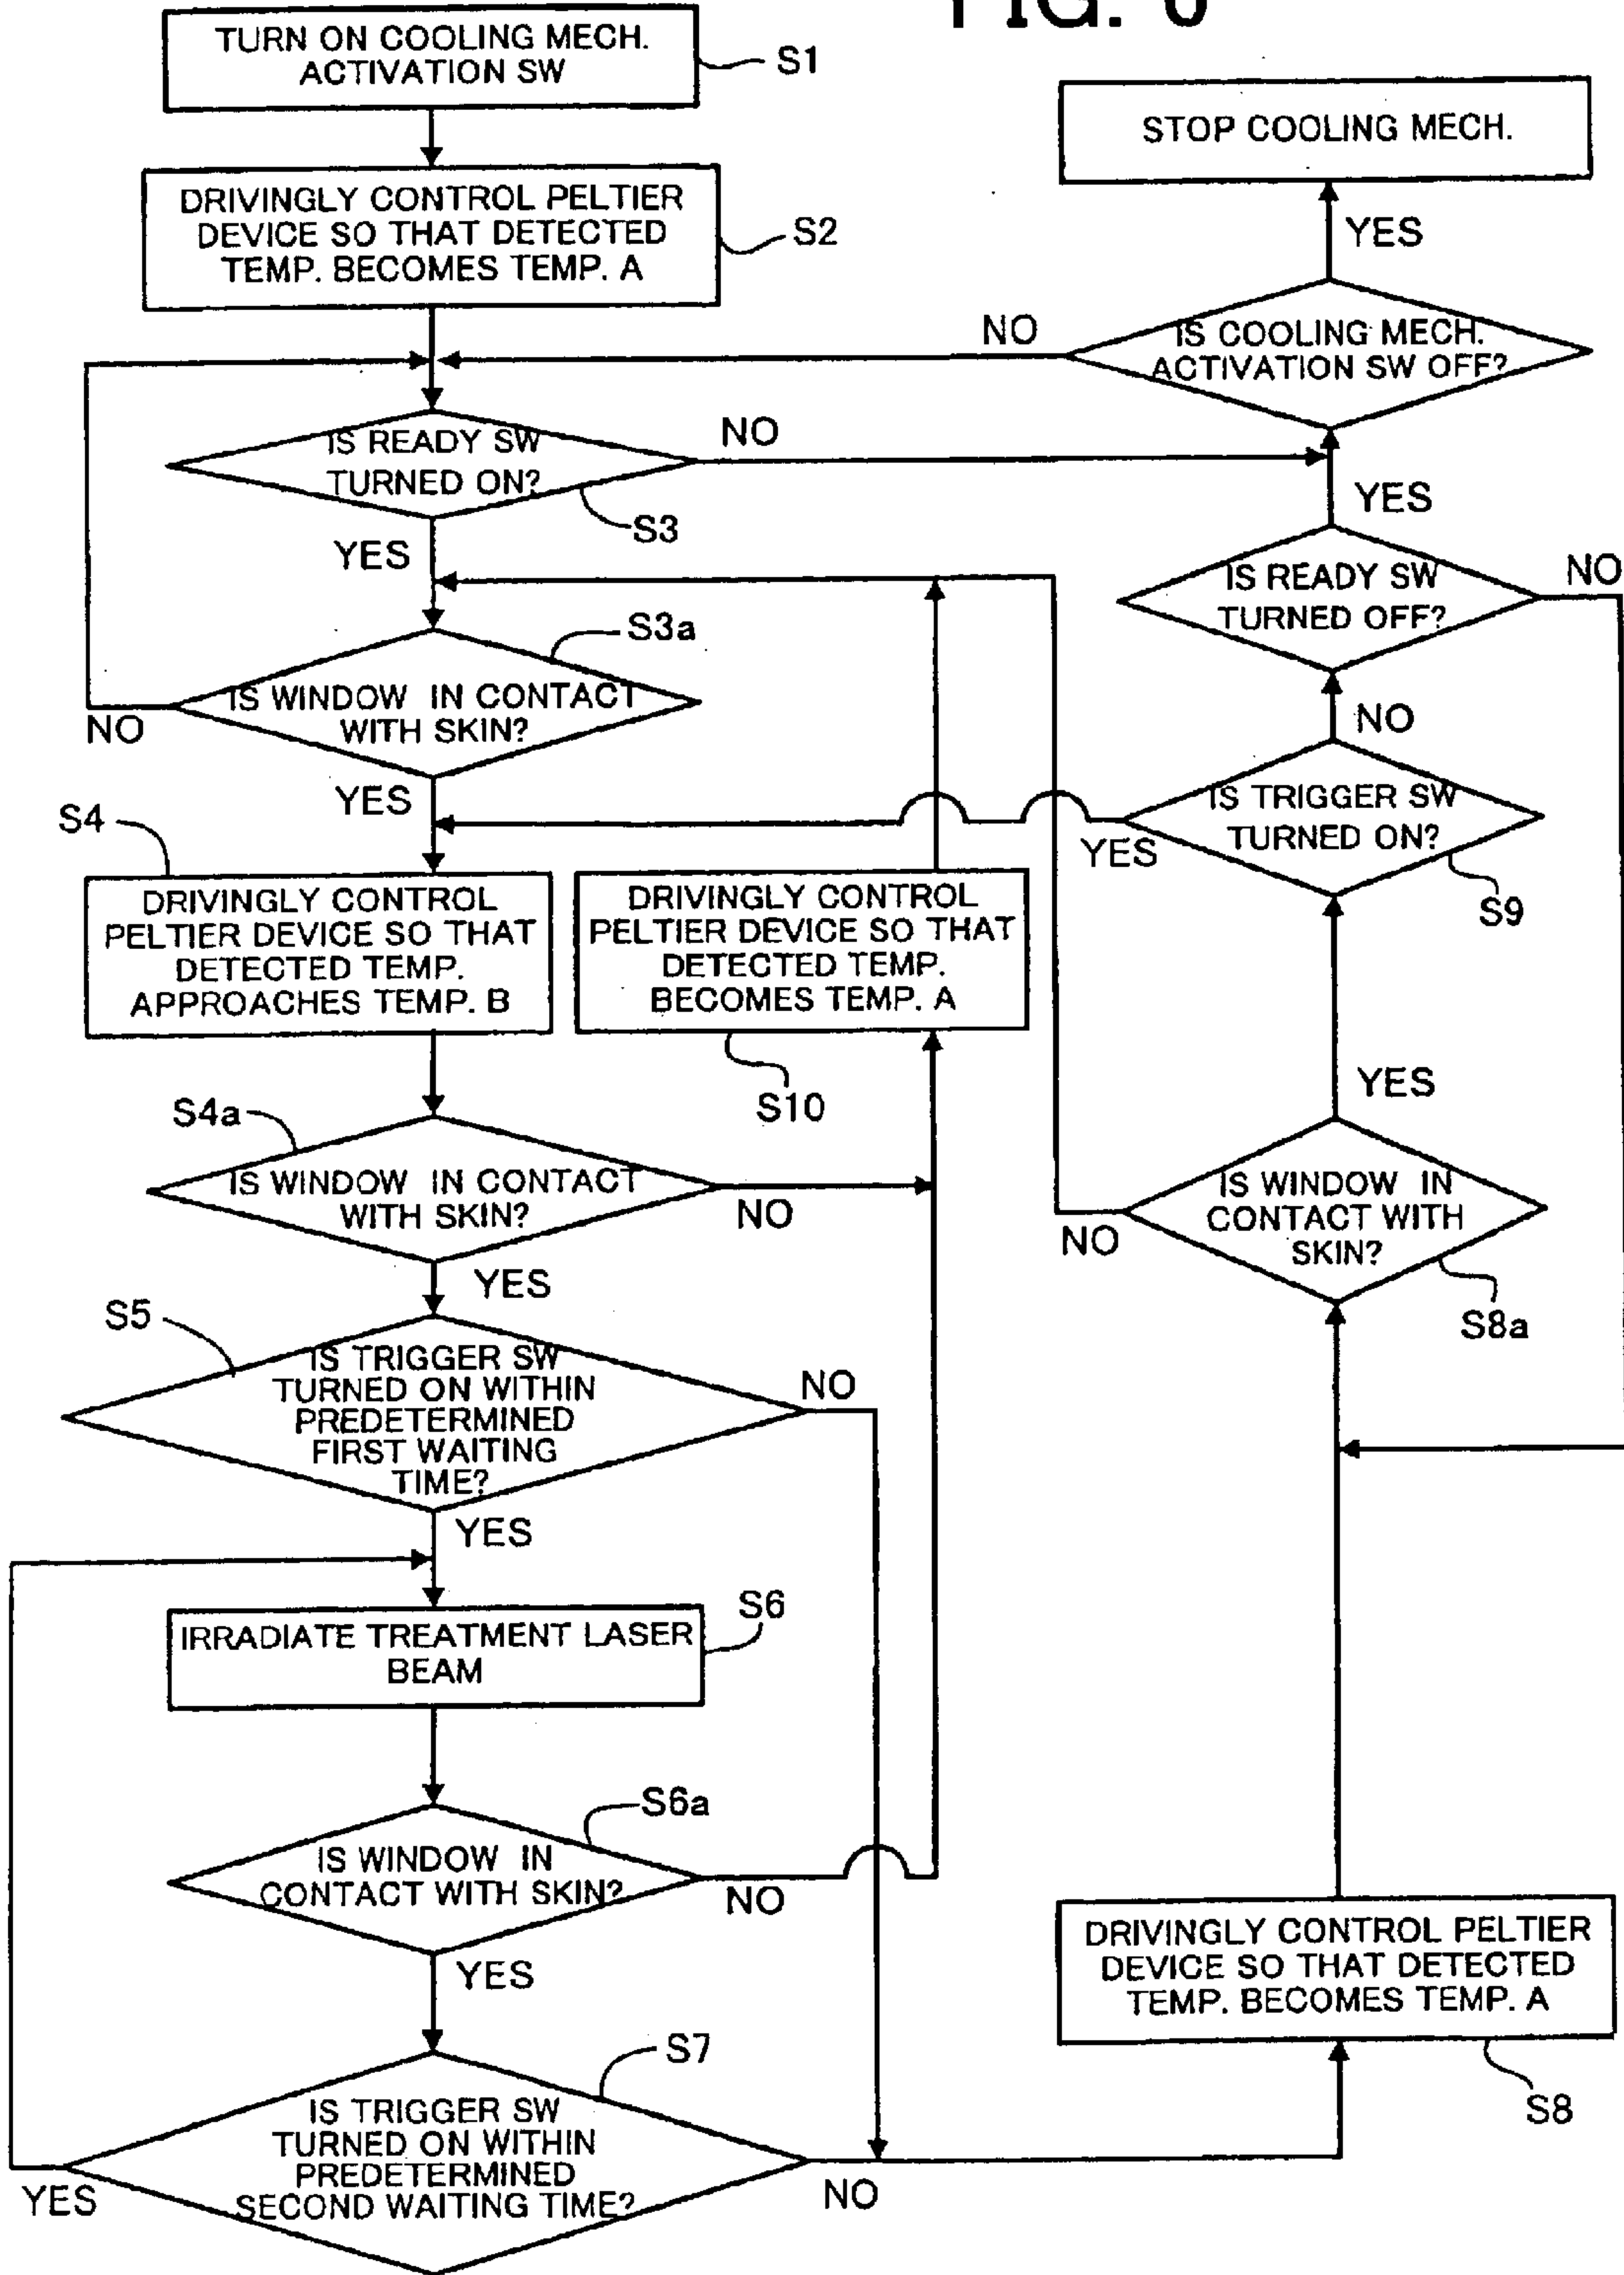 TURN ON COOLING MECH.
ACTIVATION SW
S1
DRIVINGLY CONTROL PELTIER
DEVICE SO THAT DETECTED
TEMP. BECOMES TEMP. A
S2
IS READY SW
TURNED ON?
NO
S3
YES
S3a
IS WINDOW IN CONTACT
WITH SKIN?
NO
YES
S4
DRIVINGLY CONTROL
PELTIER DEVICE SO THAT
DETECTED TEMP.
APPROACHES TEMP. B
S4a
IS WINDOW IN CONTACT
WITH SKIN?
NO
YES
S5
IS TRIGGER SW
TURNED ON WITHIN
PREDETERMINED
FIRST WAITING
TIME?
NO
YES
IRRADIATE TREATMENT LASER
BEAM
S6
S6a
IS WINDOW IN
CONTACT WITH SKIN?
NO
YES
S7
IS TRIGGER SW
TURNED ON WITHIN
PREDETERMINED
SECOND WAITING TIME?
YES
NO
DRIVINGLY CONTROL
PELTIER DEVICE SO THAT
DETECTED TEMP.
BECOMES TEMP. A
S10
STOP COOLING MECH.
YES
IS COOLING MECH.
ACTIVATION SW OFF?
NO
YES
IS READY SW
TURNED OFF?
NO
NO
IS TRIGGER SW
TURNED ON?
YES
S9
YES
IS WINDOW IN
CONTACT WITH
SKIN?
NO
S8a
DRIVINGLY CONTROL PELTIER
DEVICE SO THAT DETECTED
TEMP. BECOMES TEMP. A
S8